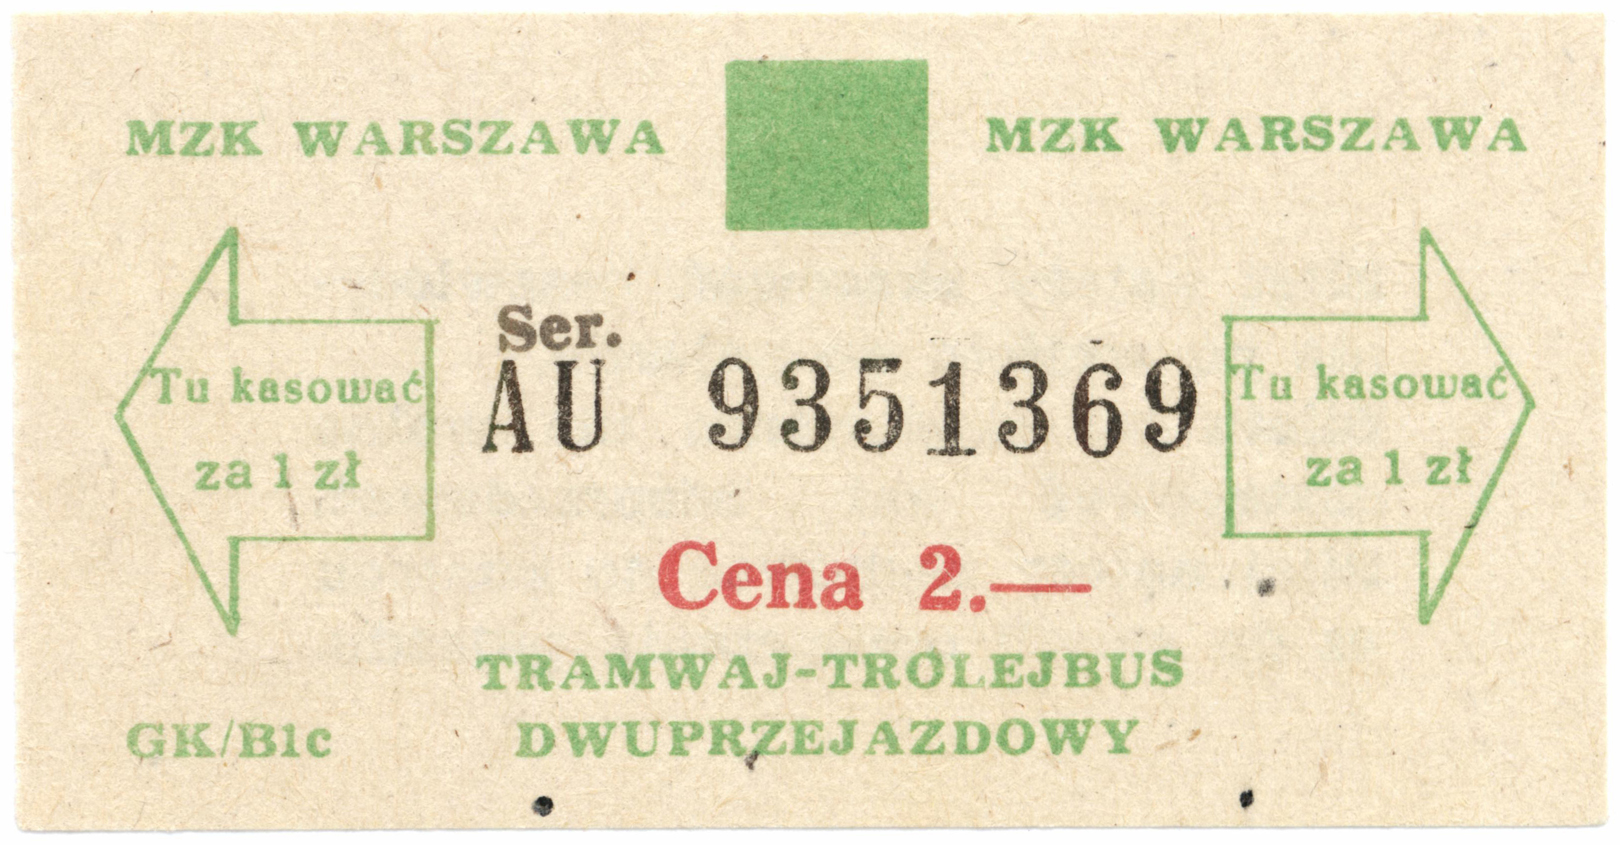 MZK WARSZAWA MZK WARSZAWA
Ser.
Tu kasować
za 1 zł
AU 9351369
Tu kasować
za 1 zł
Cena 2.—
TRAMWAJ-TROLEJBUS
DWUPRZEJAZDOWY
GK/B1c